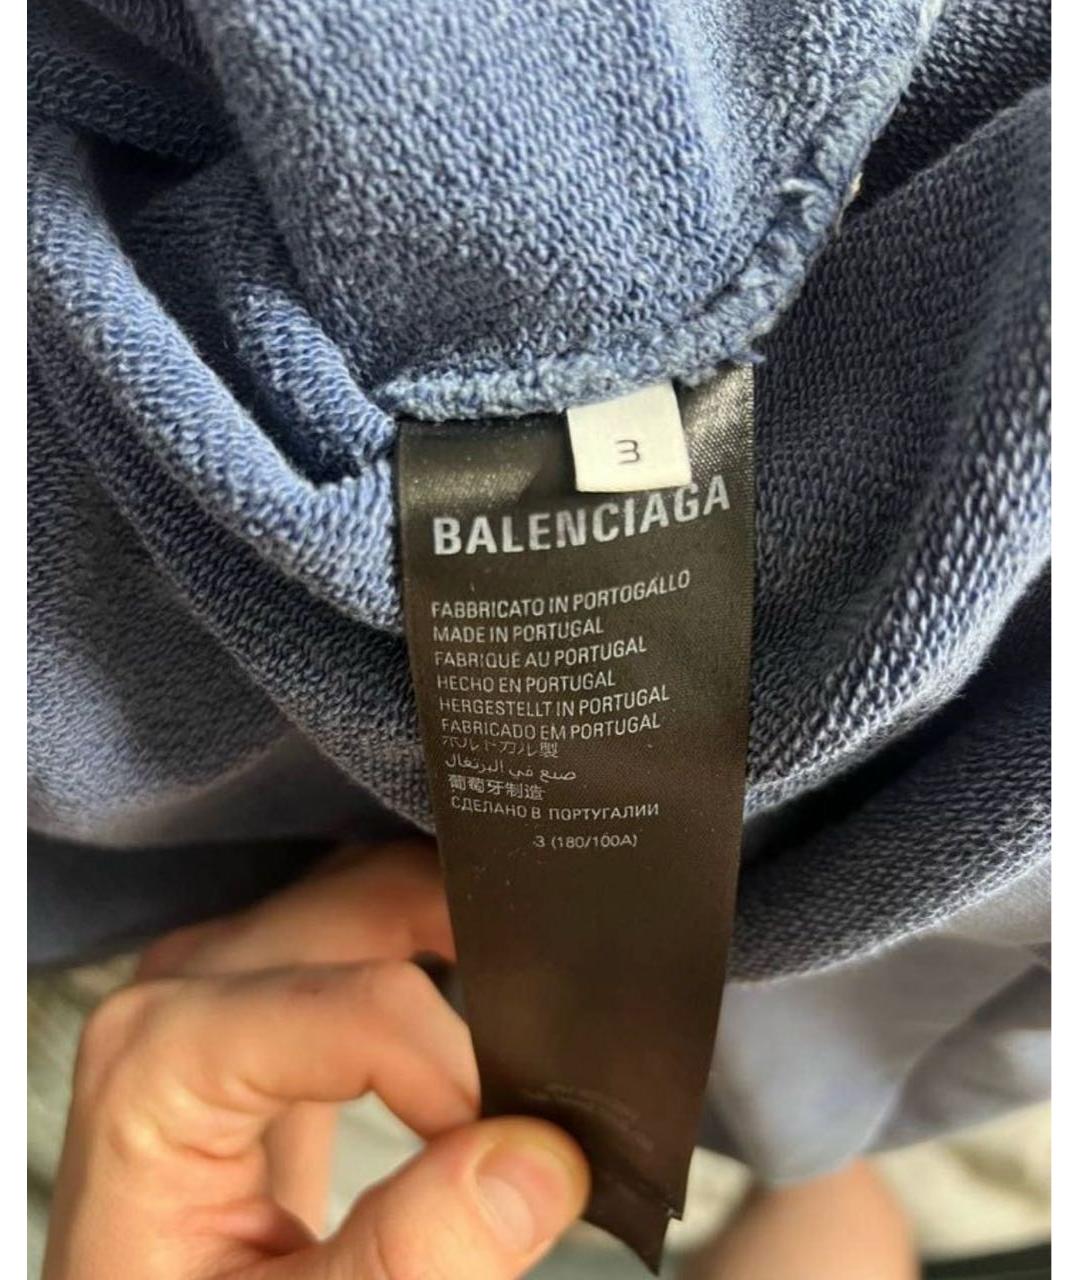 3
BALENCIAGA
FABBRICATO IN PORTOGALLO
MADE IN PORTUGAL
FABRIQUÉ AU PORTUGAL
HECHO EN PORTUGAL
HERGESTELLT IN PORTUGAL
FABRICADO EM PORTUGAL
ポルトガル製
صنع في البرتغال
葡萄牙制造
СДЕЛАНО В ПОРТУГАЛИИ
3 (180/100A)